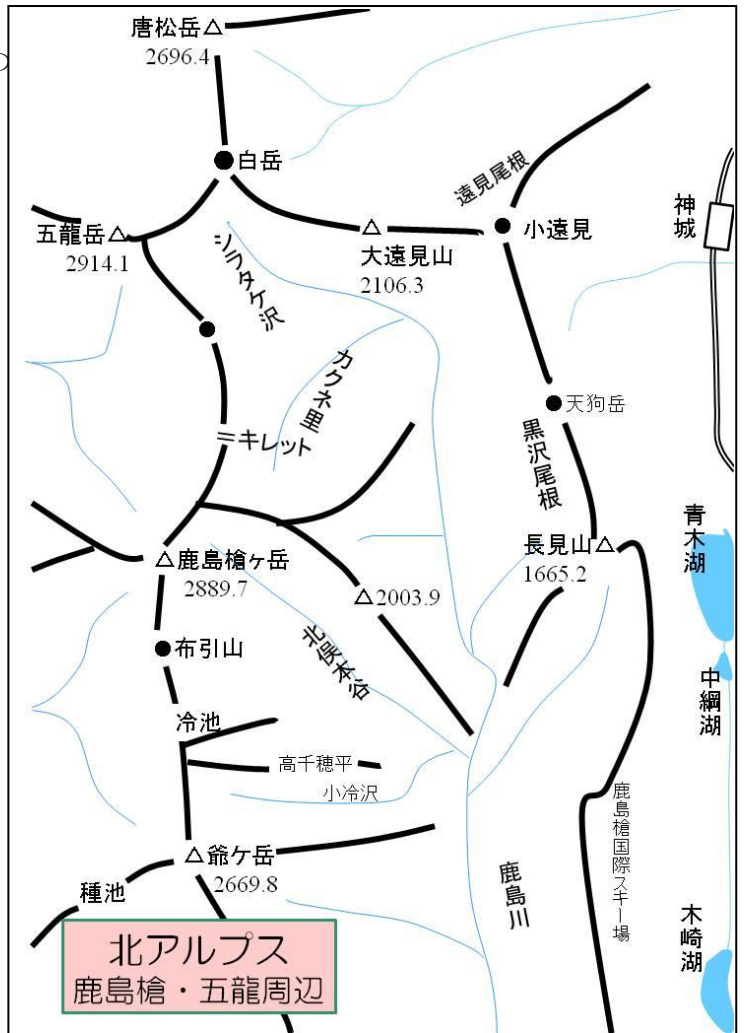 唐松岳△
2696.4
●白岳
遠見尾根
神城
五龍岳△
2914.1
シラタケ沢
△
大遠見山
2106.3
●小遠見
カクネ里
キレット
●天狗岳
黒沢尾根
青木湖
△鹿島槍ヶ岳
2889.7
長見山△
1665.2
△2003.9
●布引山
北俣本谷
中綱湖
冷池
高千穂平
小冷沢
鹿島槍国際スキー場
△爺ケ岳
2669.8
種池
鹿島川
木崎湖
北アルプス
鹿島槍・五龍周辺